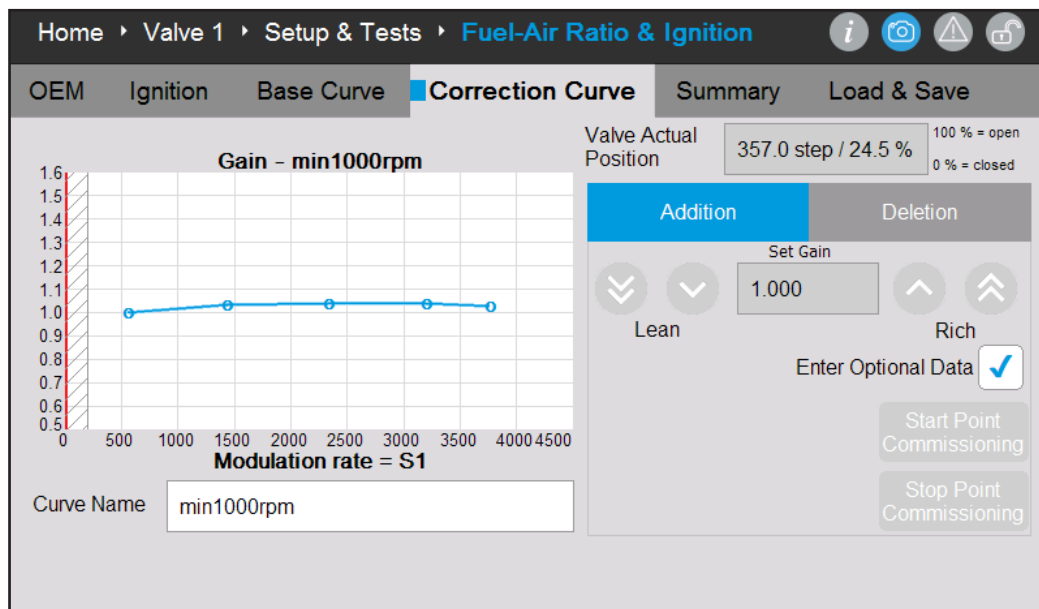 Home ‣ Valve 1 ‣ Setup & Tests ‣ Fuel-Air Ratio & Ignition
OEM Ignition Base Curve Correction Curve Summary Load & Save
Valve Actual Position
357.0 step / 24.5 %
100 % = open
0 % = closed
Gain - min1000rpm
1.6
1.5
1.4
1.3
1.2
1.1
1.0
0.9
0.8
0.7
0.6
0.5
0 500 1000 1500 2000 2500 3000 3500 4000 4500
Modulation rate = S1
Curve Name
min1000rpm
Addition Deletion
Set Gain
1.000
Lean Rich
Enter Optional Data
Start Point
Commissioning
Stop Point
Commissioning